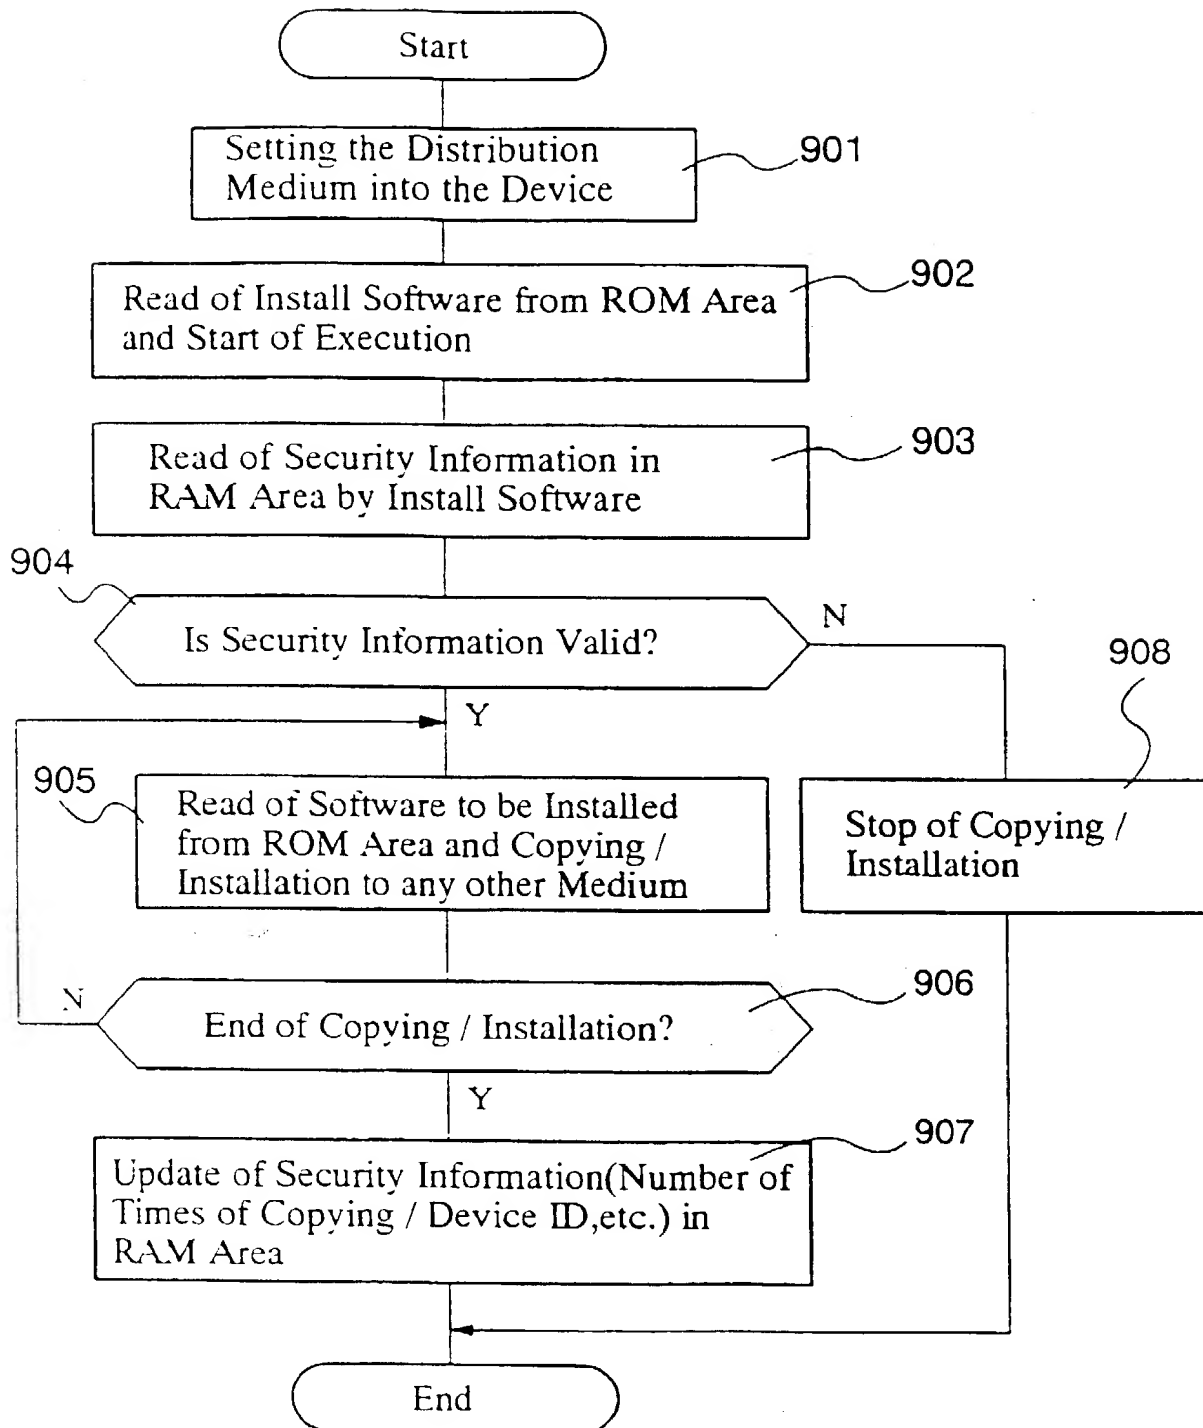 Start
Setting the Distribution
Medium into the Device
901
Read of Install Software from ROM Area
and Start of Execution
902
Read of Security Information in
RAM Area by Install Software
903
904
Is Security Information Valid?
N
Y
908
905
Read of Software to be Installed
from ROM Area and Copying /
Installation to any other Medium
Stop of Copying /
Installation
906
N
End of Copying / Installation?
Y
907
Update of Security Information(Number of
Times of Copying / Device ID,etc.) in
RAM Area
End